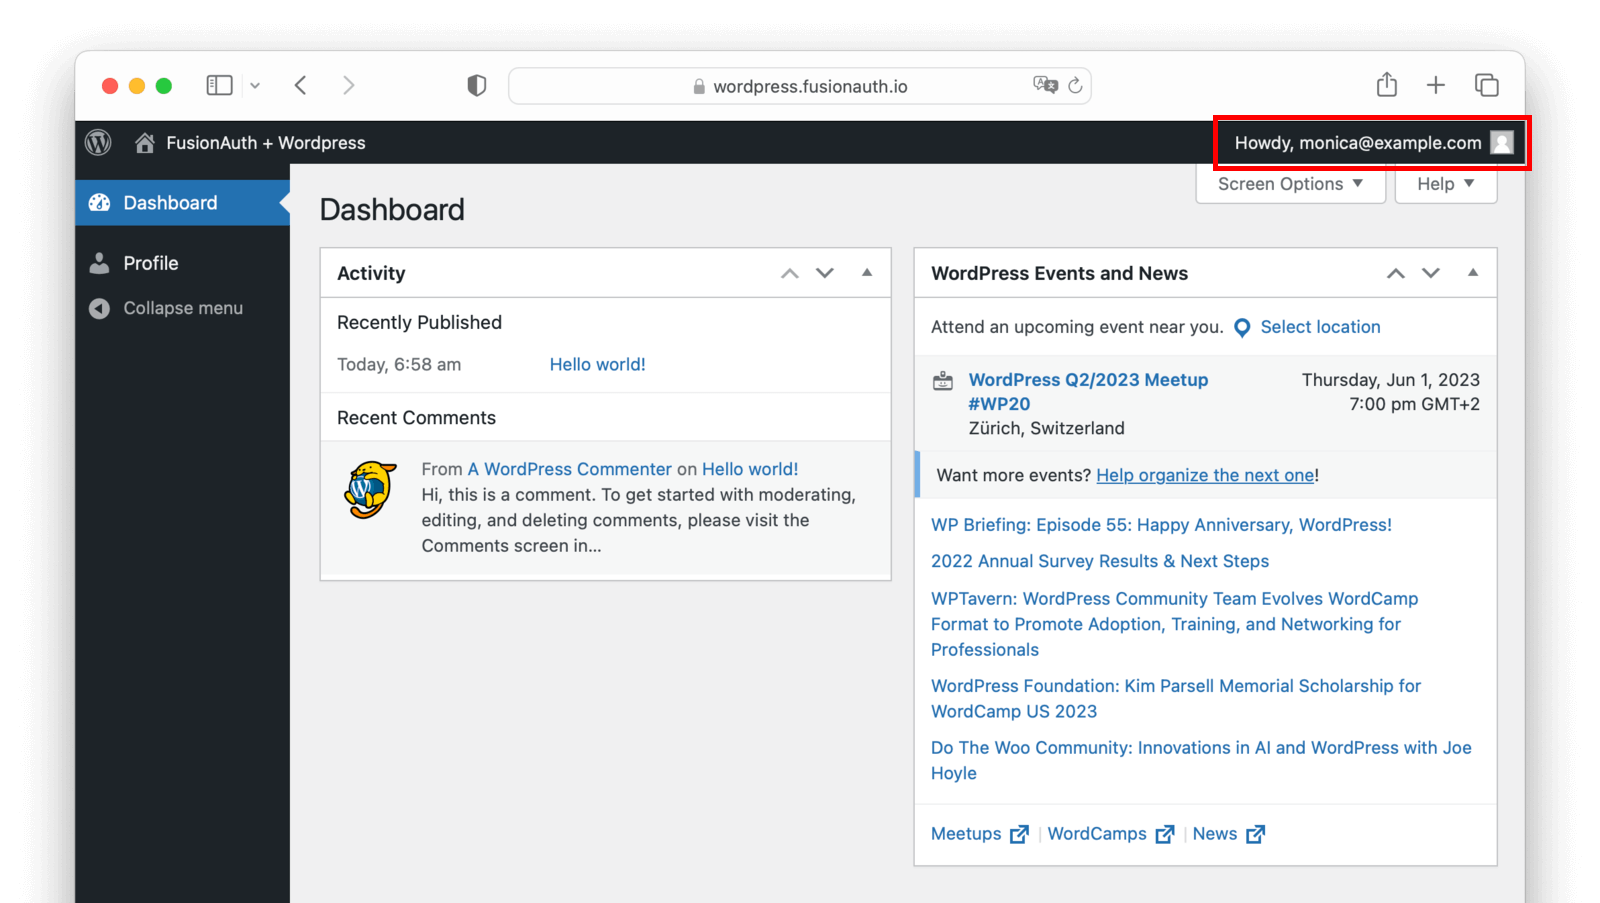 wordpress.fusionauth.io
FusionAuth + Wordpress
Howdy, monica@example.com
Screen Options
Help
Dashboard
Profile
Collapse menu
Dashboard
Activity
Recently Published
Today, 6:58 am
Hello world!
Recent Comments
From A WordPress Commenter on Hello world!
Hi, this is a comment. To get started with moderating,
editing, and deleting comments, please visit the
Comments screen in...
WordPress Events and News
Attend an upcoming event near you. Select location
WordPress Q2/2023 Meetup
#WP20
Zürich, Switzerland
Thursday, Jun 1, 2023
7:00 pm GMT+2
Want more events? Help organize the next one!
WP Briefing: Episode 55: Happy Anniversary, WordPress!
2022 Annual Survey Results & Next Steps
WPTavern: WordPress Community Team Evolves WordCamp
Format to Promote Adoption, Training, and Networking for
Professionals
WordPress Foundation: Kim Parsell Memorial Scholarship for
WordCamp US 2023
Do The Woo Community: Innovations in AI and WordPress with Joe
Hoyle
Meetups | WordCamps | News